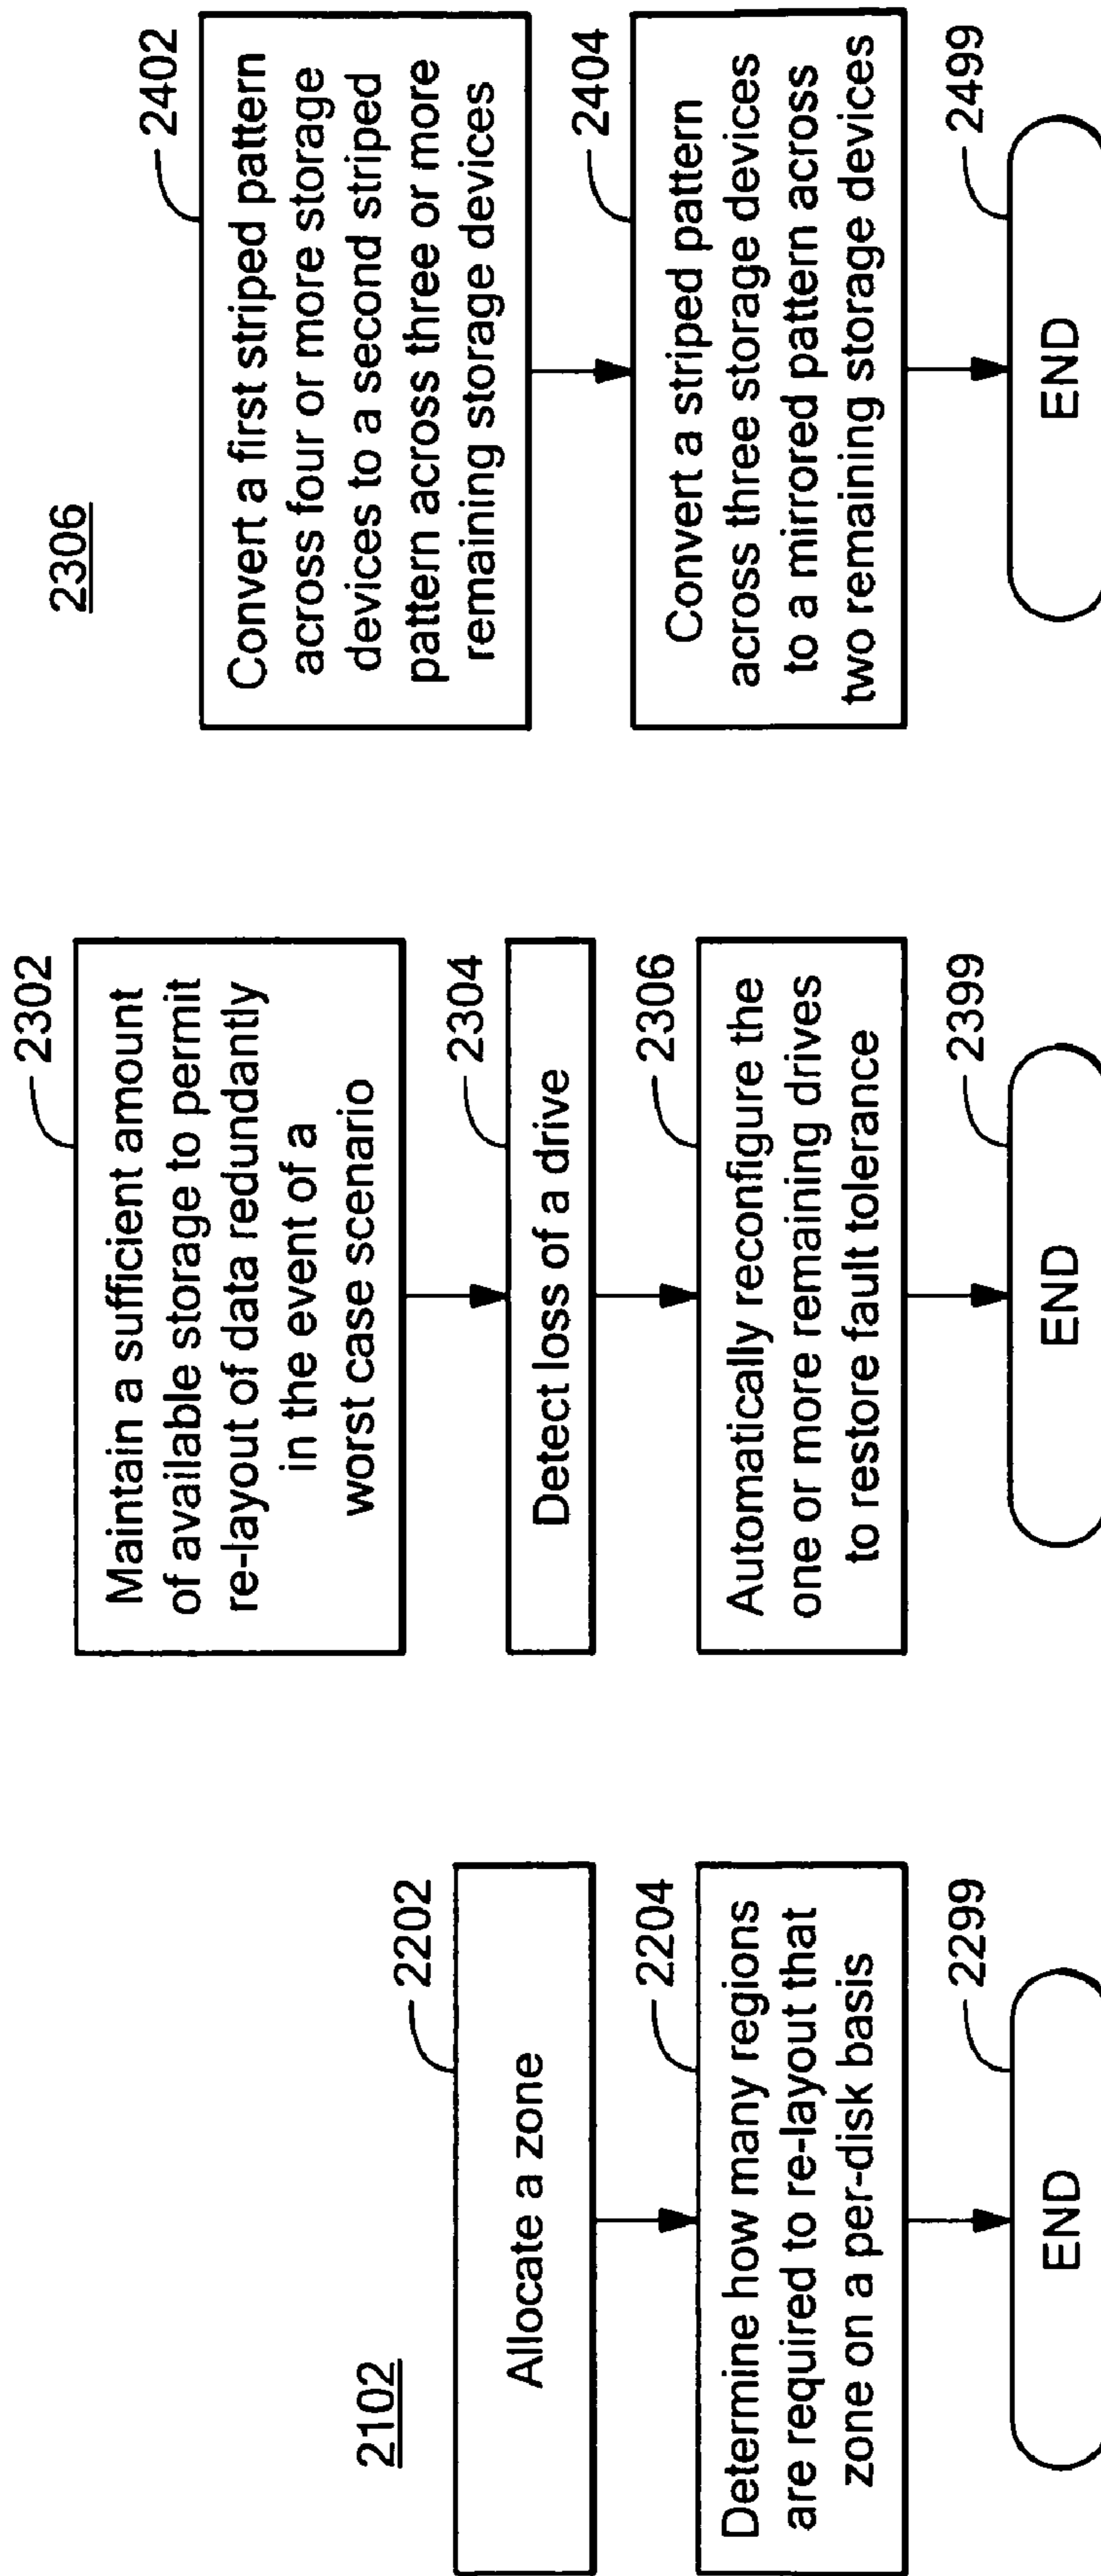 2102
2202
Allocate a zone
2204
Determine how many regions
are required to re-layout that
zone on a per-disk basis
2299
END
2302
Maintain a sufficient amount
of available storage to permit
re-layout of data redundantly
in the event of a
worst case scenario
2304
Detect loss of a drive
2306
Automatically reconfigure the
one or more remaining drives
to restore fault tolerance
2399
END
2306
2402
Convert a first striped pattern
across four or more storage
devices to a second striped
pattern across three or more
remaining storage devices
2404
Convert a striped pattern
across three storage devices
to a mirrored pattern across
two remaining storage devices
2499
END